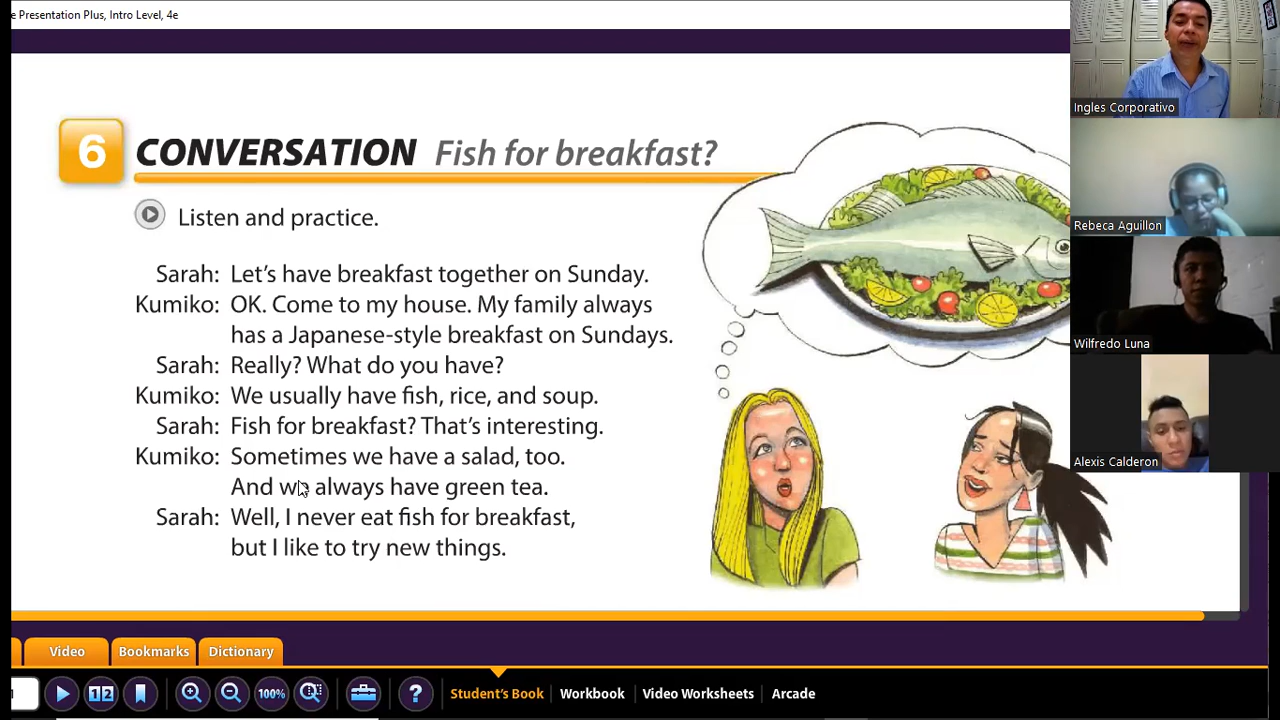 e Presentation Plus, Intro Level, 4e
6 CONVERSATION Fish for breakfast?
Listen and practice.
Sarah: Let's have breakfast together on Sunday.
Kumiko: OK. Come to my house. My family always
has a Japanese-style breakfast on Sundays.
Sarah: Really? What do you have?
Kumiko: We usually have fish, rice, and soup.
Sarah: Fish for breakfast? That's interesting.
Kumiko: Sometimes we have a salad, too.
And we always have green tea.
Sarah: Well, I never eat fish for breakfast,
but I like to try new things.
Ingles Corporativo
Rebeca Aguillon
Wilfredo Luna
Alexis Calderon
Video Bookmarks Dictionary
1 2 100% ? Student's Book Workbook Video Worksheets Arcade